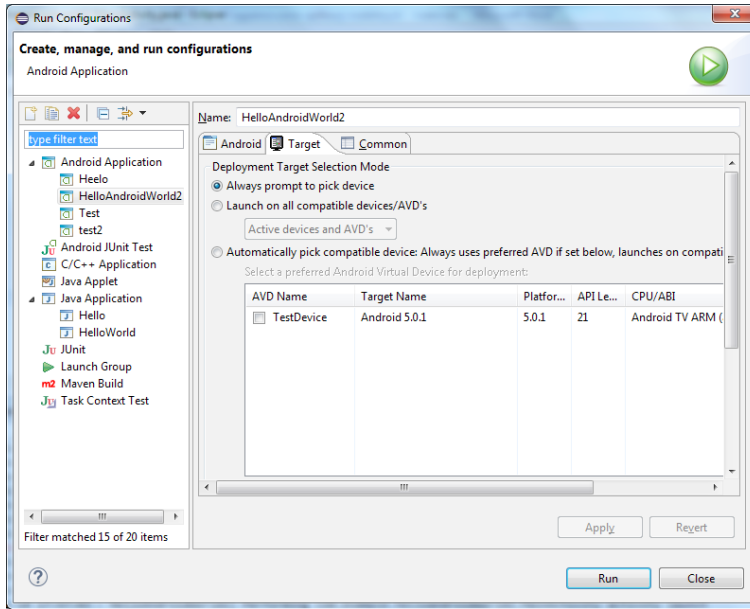 Run Configurations
Create, manage, and run configurations
Android Application
Name: HelloAndroidWorld2
type filter text
Android Application
Heelo
HelloAndroidWorld2
Test
test2
Android JUnit Test
C/C++ Application
Java Applet
Java Application
Hello
HelloWorld
JUnit
Launch Group
m2 Maven Build
Task Context Test
Filter matched 15 of 20 items
Android Target Common
Deployment Target Selection Mode
Always prompt to pick device
Launch on all compatible devices/AVD's
Active devices and AVD's
Automatically pick compatible device: Always uses preferred AVD if set below, launches on compati
Select a preferred Android Virtual Device for deployment:
AVD Name Target Name Platfor... API Le... CPU/ABI
TestDevice Android 5.0.1 5.0.1 21 Android TV ARM (
Apply Revert
Run Close